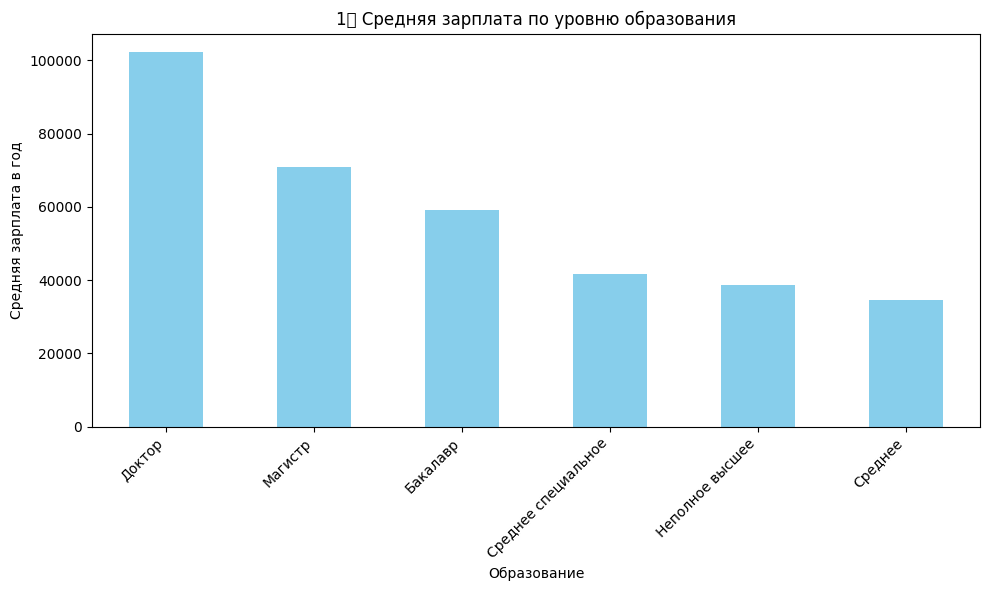 1 Средняя зарплата по уровню образования
Средняя зарплата в год
100000
80000
60000
40000
20000
0
Доктор
Магистр
Бакалавр
Среднее специальное
Неполное высшее
Среднее
Образование